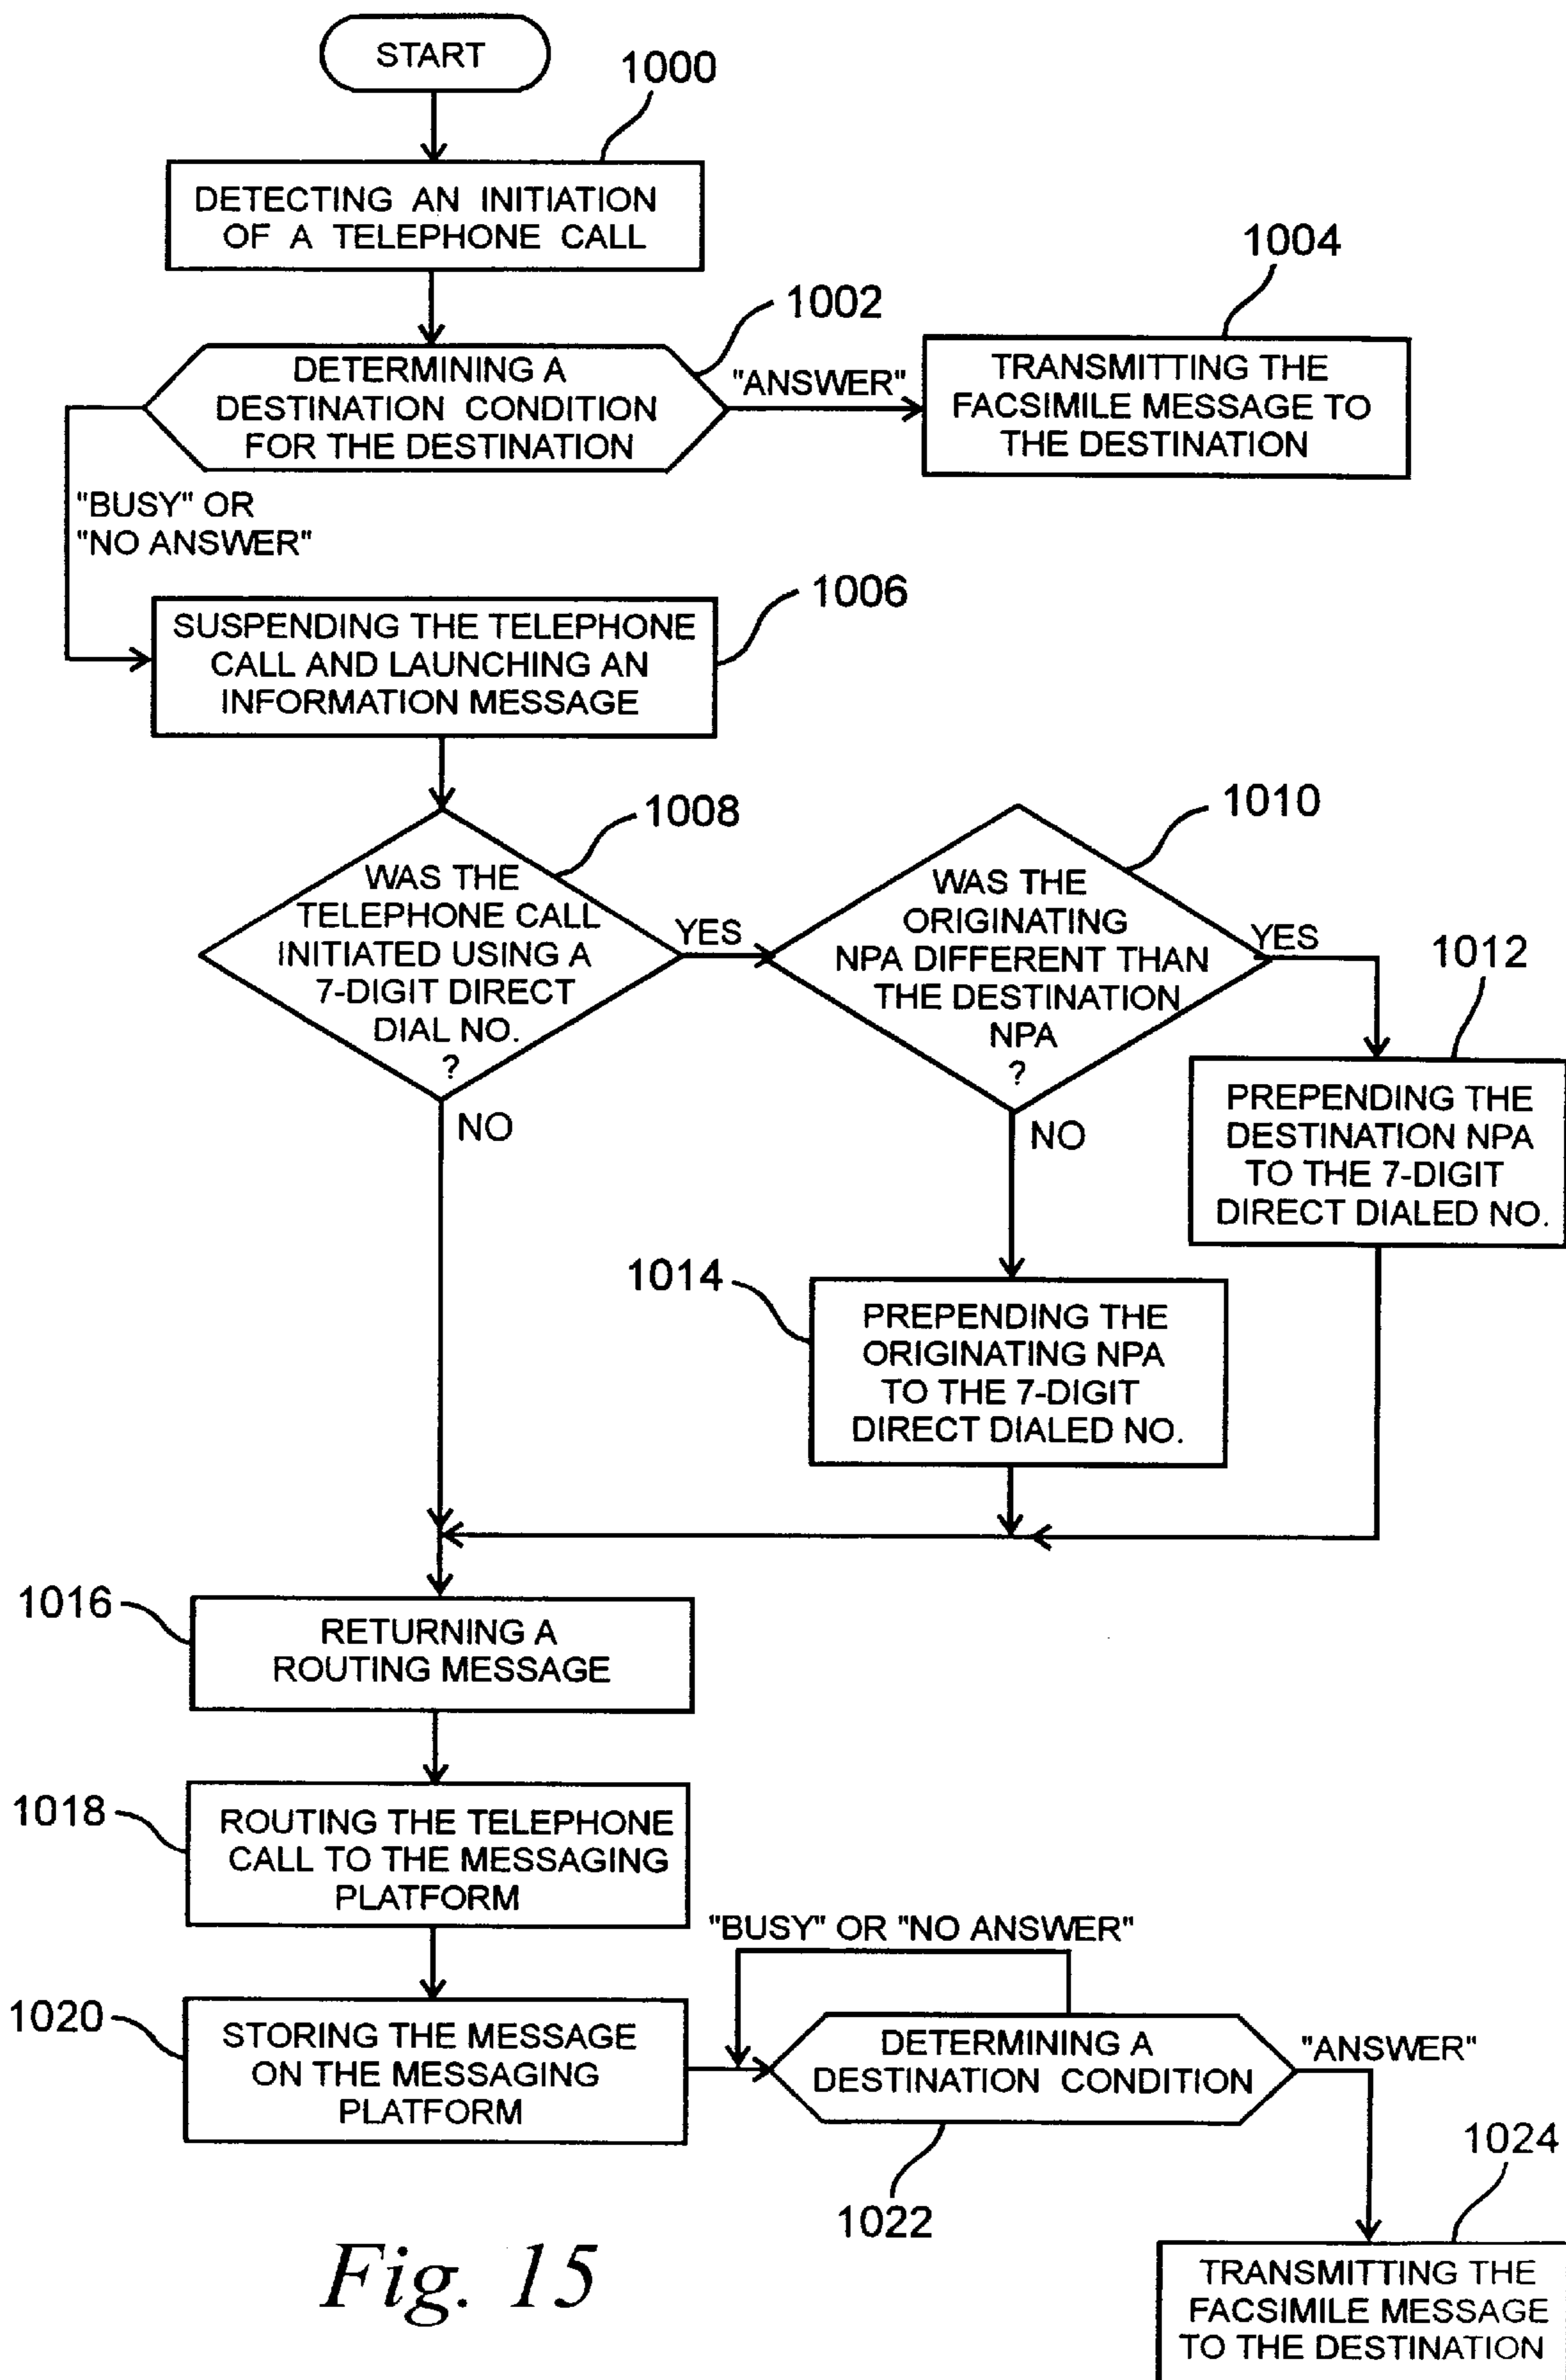 START
1000
DETECTING AN INITIATION
OF A TELEPHONE CALL
1002
DETERMINING A
DESTINATION CONDITION
FOR THE DESTINATION
"ANSWER"
1004
TRANSMITTING THE
FACSIMILE MESSAGE TO
THE DESTINATION
"BUSY" OR
"NO ANSWER"
1006
SUSPENDING THE TELEPHONE
CALL AND LAUNCHING AN
INFORMATION MESSAGE
1008
WAS THE
TELEPHONE CALL
INITIATED USING A
7-DIGIT DIRECT
DIAL NO.
?
YES
NO
1010
WAS THE
ORIGINATING
NPA DIFFERENT THAN
THE DESTINATION
NPA
?
YES
NO
1012
PREPENDING THE
DESTINATION NPA
TO THE 7-DIGIT
DIRECT DIALED NO.
1014
PREPENDING THE
ORIGINATING NPA
TO THE 7-DIGIT
DIRECT DIALED NO.
1016
RETURNING A
ROUTING MESSAGE
1018
ROUTING THE TELEPHONE
CALL TO THE MESSAGING
PLATFORM
1020
STORING THE MESSAGE
ON THE MESSAGING
PLATFORM
"BUSY" OR "NO ANSWER"
DETERMINING A
DESTINATION CONDITION
1022
"ANSWER"
1024
TRANSMITTING THE
FACSIMILE MESSAGE
TO THE DESTINATION
Fig. 15